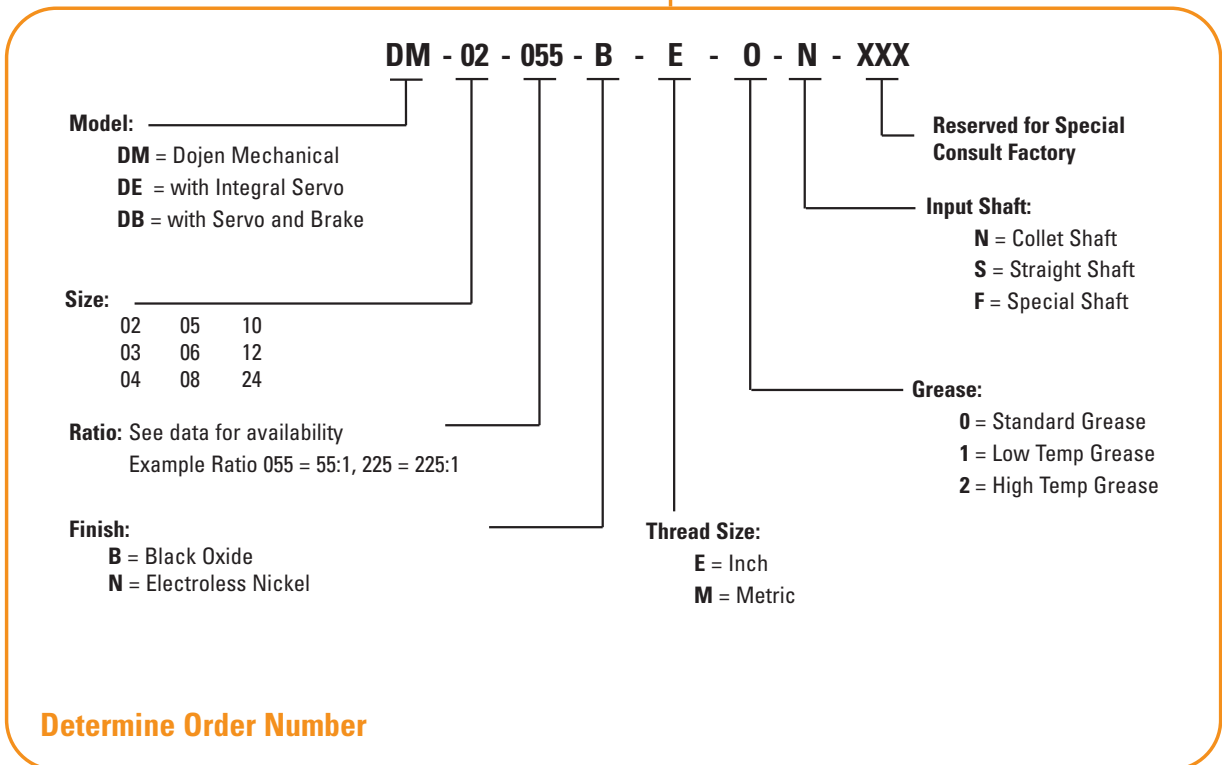 DM - 02 - 055 - B - E - 0 - N - XXX
Model:
DM = Dojen Mechanical
DE = with Integral Servo
DB = with Servo and Brake
Size:
02 05 10
03 06 12
04 08 24
Ratio: See data for availability
Example Ratio 055 = 55:1, 225 = 225:1
Finish:
B = Black Oxide
N = Electroless Nickel
Thread Size:
E = Inch
M = Metric
Reserved for Special
Consult Factory
Input Shaft:
N = Collet Shaft
S = Straight Shaft
F = Special Shaft
Grease:
0 = Standard Grease
1 = Low Temp Grease
2 = High Temp Grease
Determine Order Number